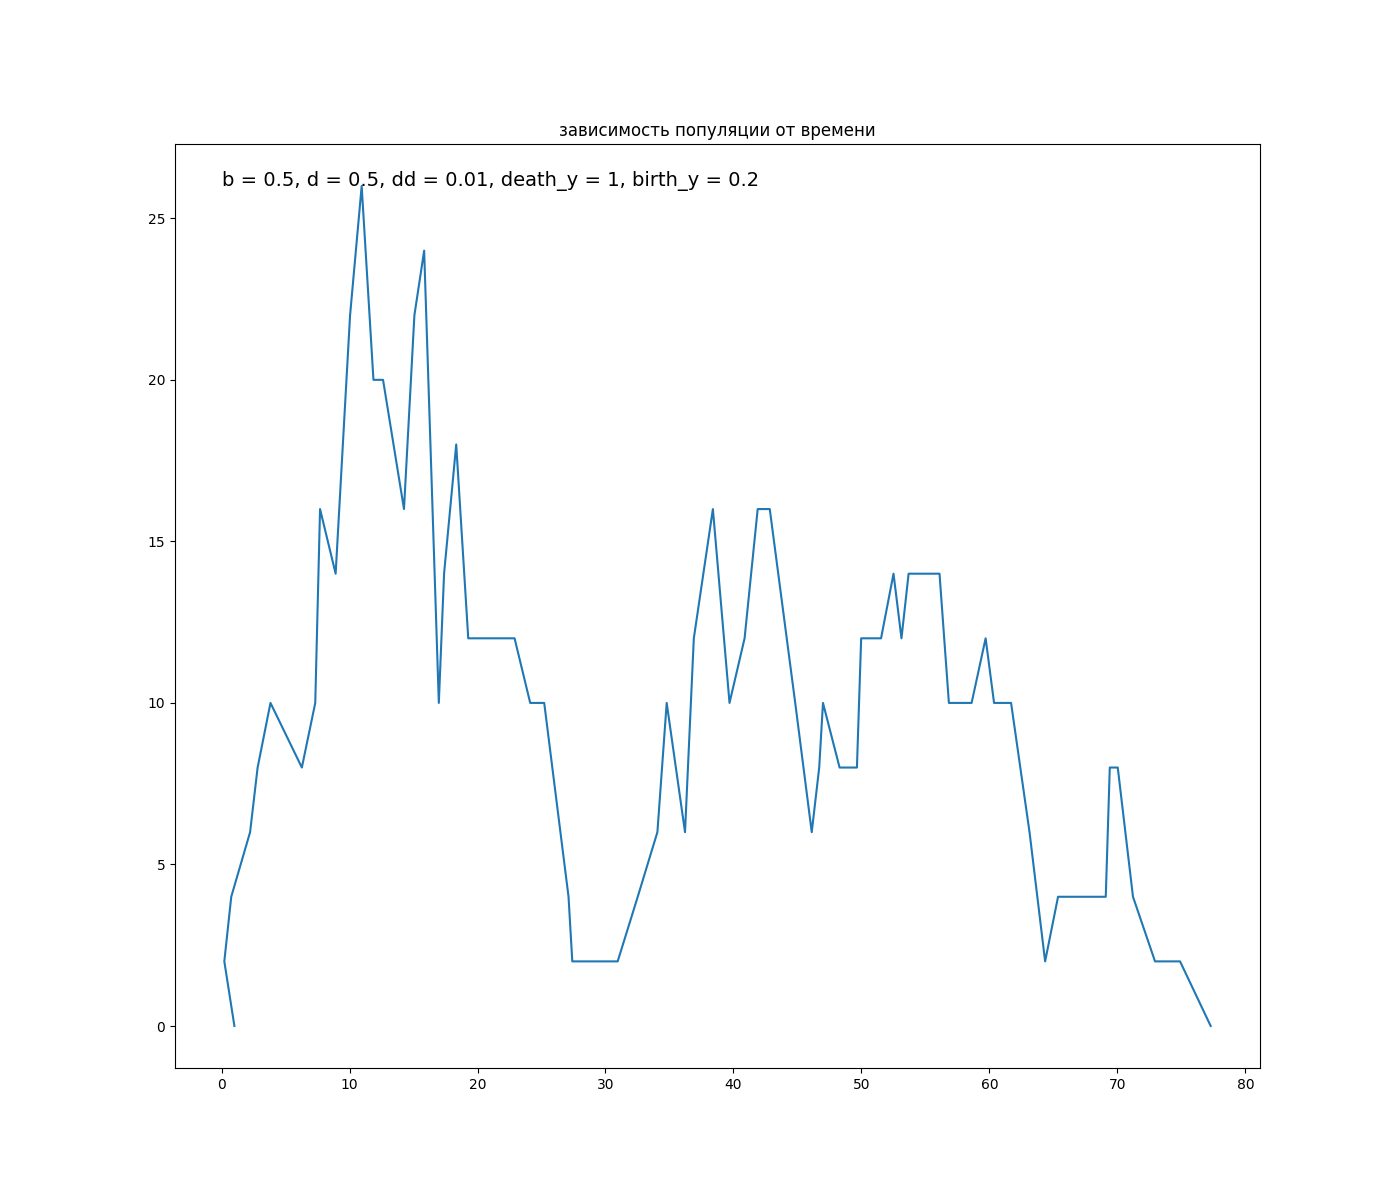 зависимость популяции от времени
b = 0.5, d = 0.5, dd = 0.01, death_y = 1, birth_y = 0.2
25
20
15
10
5
0
0 10 20 30 40 50 60 70 80